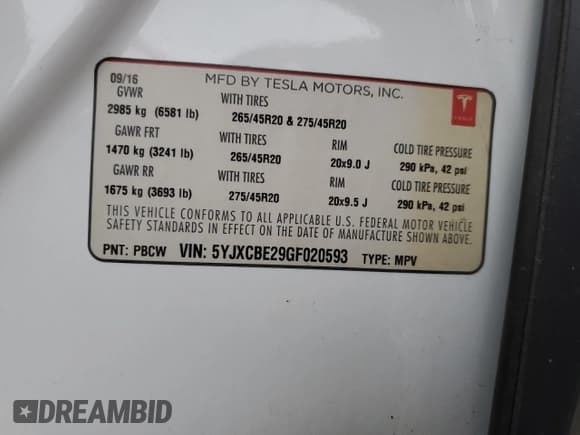 09/16 MFD BY TESLA MOTORS, INC.
GVWR WITH TIRES
2985 kg (6581 lb) 265/45R20 & 275/45R20
TESLA
GAWR FRT WITH TIRES RIM COLD TIRE PRESSURE
1470 kg (3241 lb) 265/45R20 20x9.0 J 290 kPa, 42 psi
GAWR RR WITH TIRES RIM COLD TIRE PRESSURE
1675 kg (3693 lb) 275/45R20 20x9.5 J 290 kPa, 42 psi
THIS VEHICLE CONFORMS TO ALL APPLICABLE U.S. FEDERAL MOTOR VEHICLE
SAFETY STANDARDS IN EFFECT ON THE DATE OF MANUFACTURE SHOWN ABOVE.
PNT: PBCW VIN: 5YJXCBE29GF020593 TYPE: MPV
DREAMBID